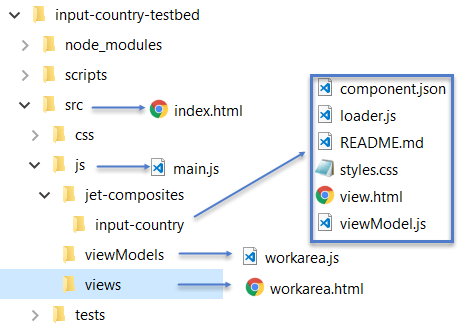 input-country-testbed
node_modules
scripts
src
index.html
css
js
main.js
jet-composites
input-country
viewModels
workarea.js
views
workarea.html
tests
component.json
loader.js
README.md
styles.css
view.html
viewModel.js